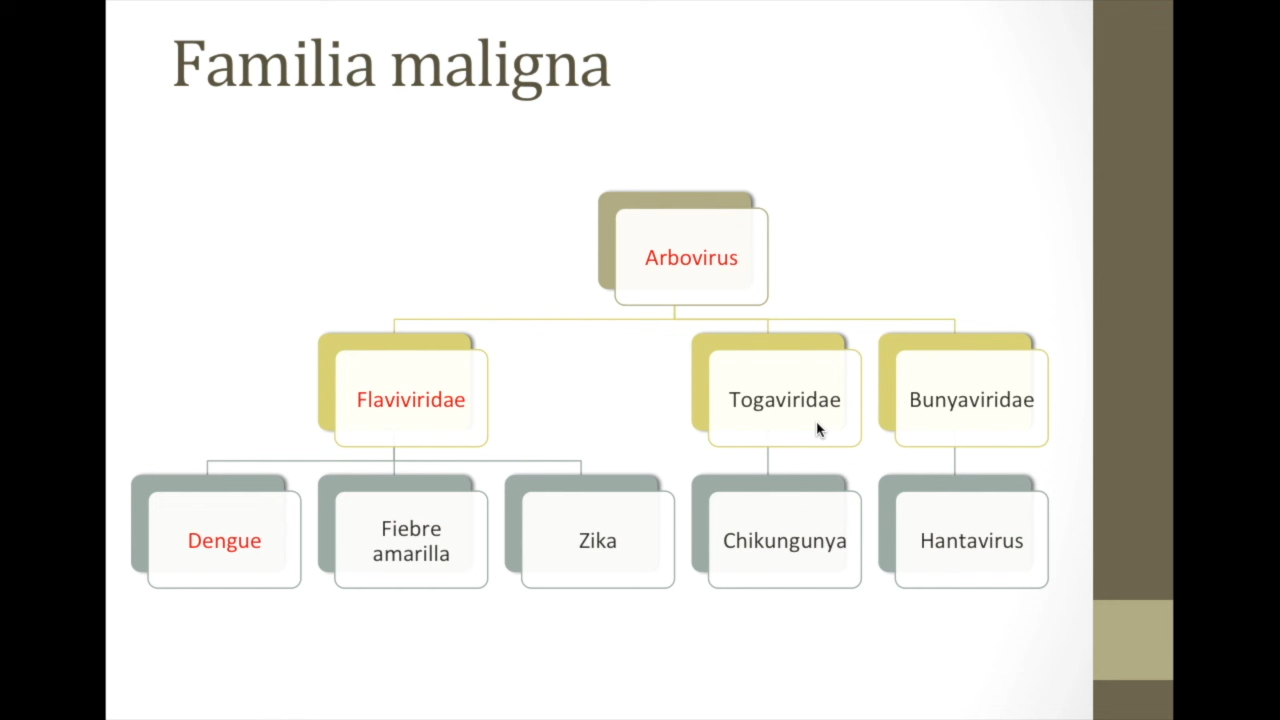 Familia maligna
Arbovirus
Flaviviridae
Togaviridae
Bunyaviridae
Dengue
Fiebre
amarilla
Zika
Chikungunya
Hantavirus